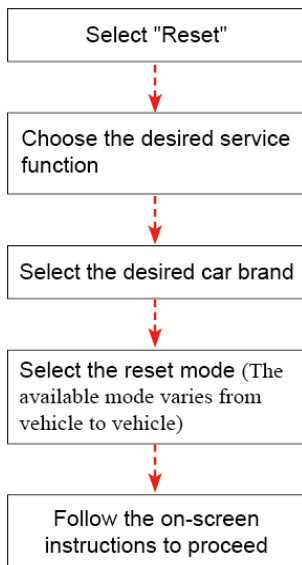 Select "Reset"
Choose the desired service
function
Select the desired car brand
Select the reset mode (The
available mode varies from
vehicle to vehicle)
Follow the on-screen
instructions to proceed